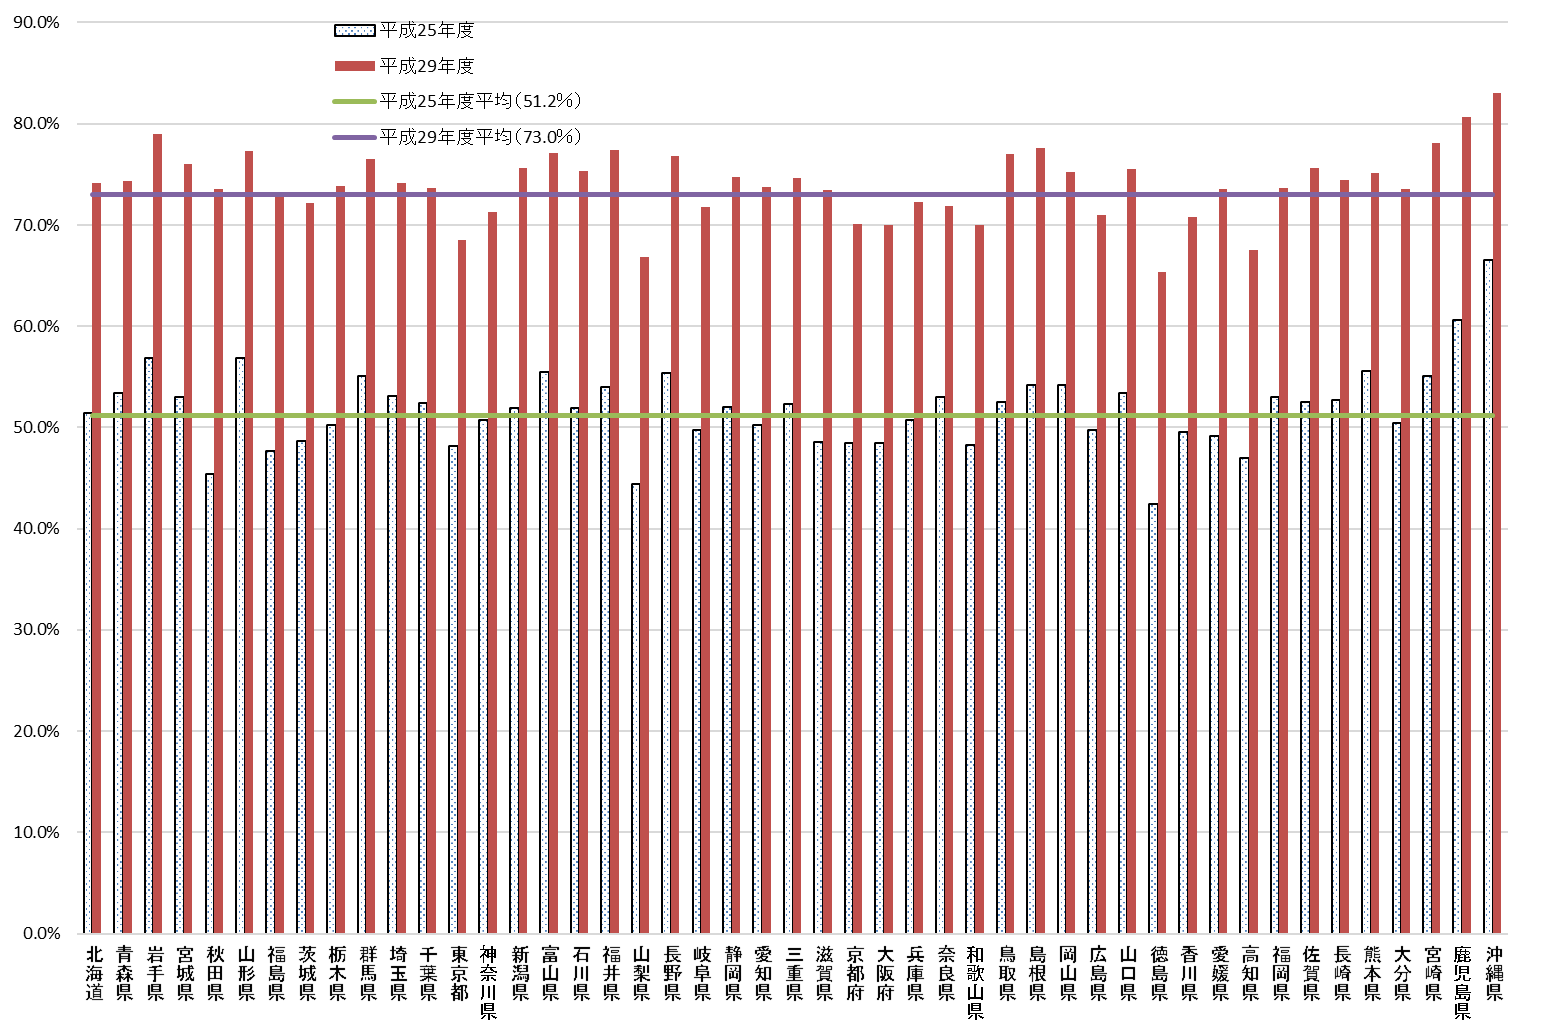 90.0%
80.0%
70.0%
60.0%
50.0%
40.0%
30.0%
20.0%
10.0%
0.0%
平成25年度
平成29年度
平成25年度平均(51.2%)
平成29年度平均(73.0%)
北海道
青森県
岩手県
宮城県
秋田県
山形県
福島県
茨城県
栃木県
群馬県
埼玉県
千葉県
東京都
神奈川県
新潟県
富山県
石川県
福井県
山梨県
長野県
岐阜県
静岡県
愛知県
三重県
滋賀県
京都府
大阪府
兵庫県
奈良県
和歌山県
鳥取県
島根県
岡山県
広島県
山口県
徳島県
香川県
愛媛県
高知県
福岡県
佐賀県
長崎県
熊本県
大分県
宮崎県
鹿児島県
沖縄県